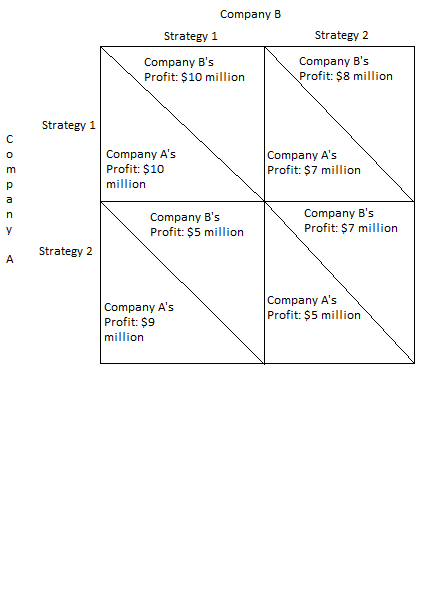 Company B
Strategy 1
Strategy 2
Company B's
Profit: $10 million
Company B's
Profit: $8 million
Strategy 1
Company A's
Profit: $10
million
Company A's
Profit: $7 million
Company A
Company B's
Profit: $5 million
Company B's
Profit: $7 million
Strategy 2
Company A's
Profit: $9
million
Company A's
Profit: $5 million